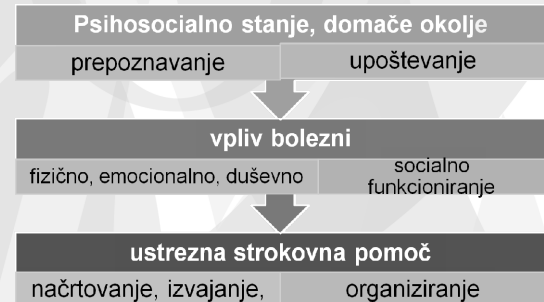 Psihosocialno stanje, domače okolje
prepoznavanje
upoštevanje
vpliv bolezni
fizično, emocionalno, duševno
socialno
funkcioniranje
ustrezna strokovna pomoč
načrtovanje, izvajanje,
organiziranje